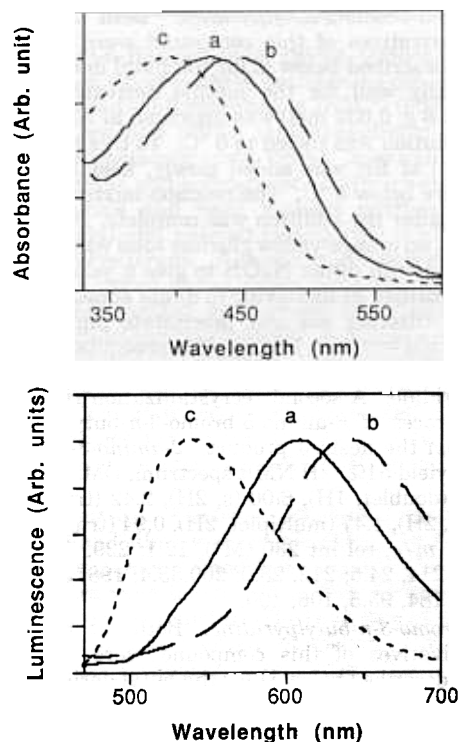 Absorbance (Arb. unit)
c a b
350 450 550
Wavelength (nm)
Luminescence (Arb. units)
c a b
500 600 700
Wavelength (nm)